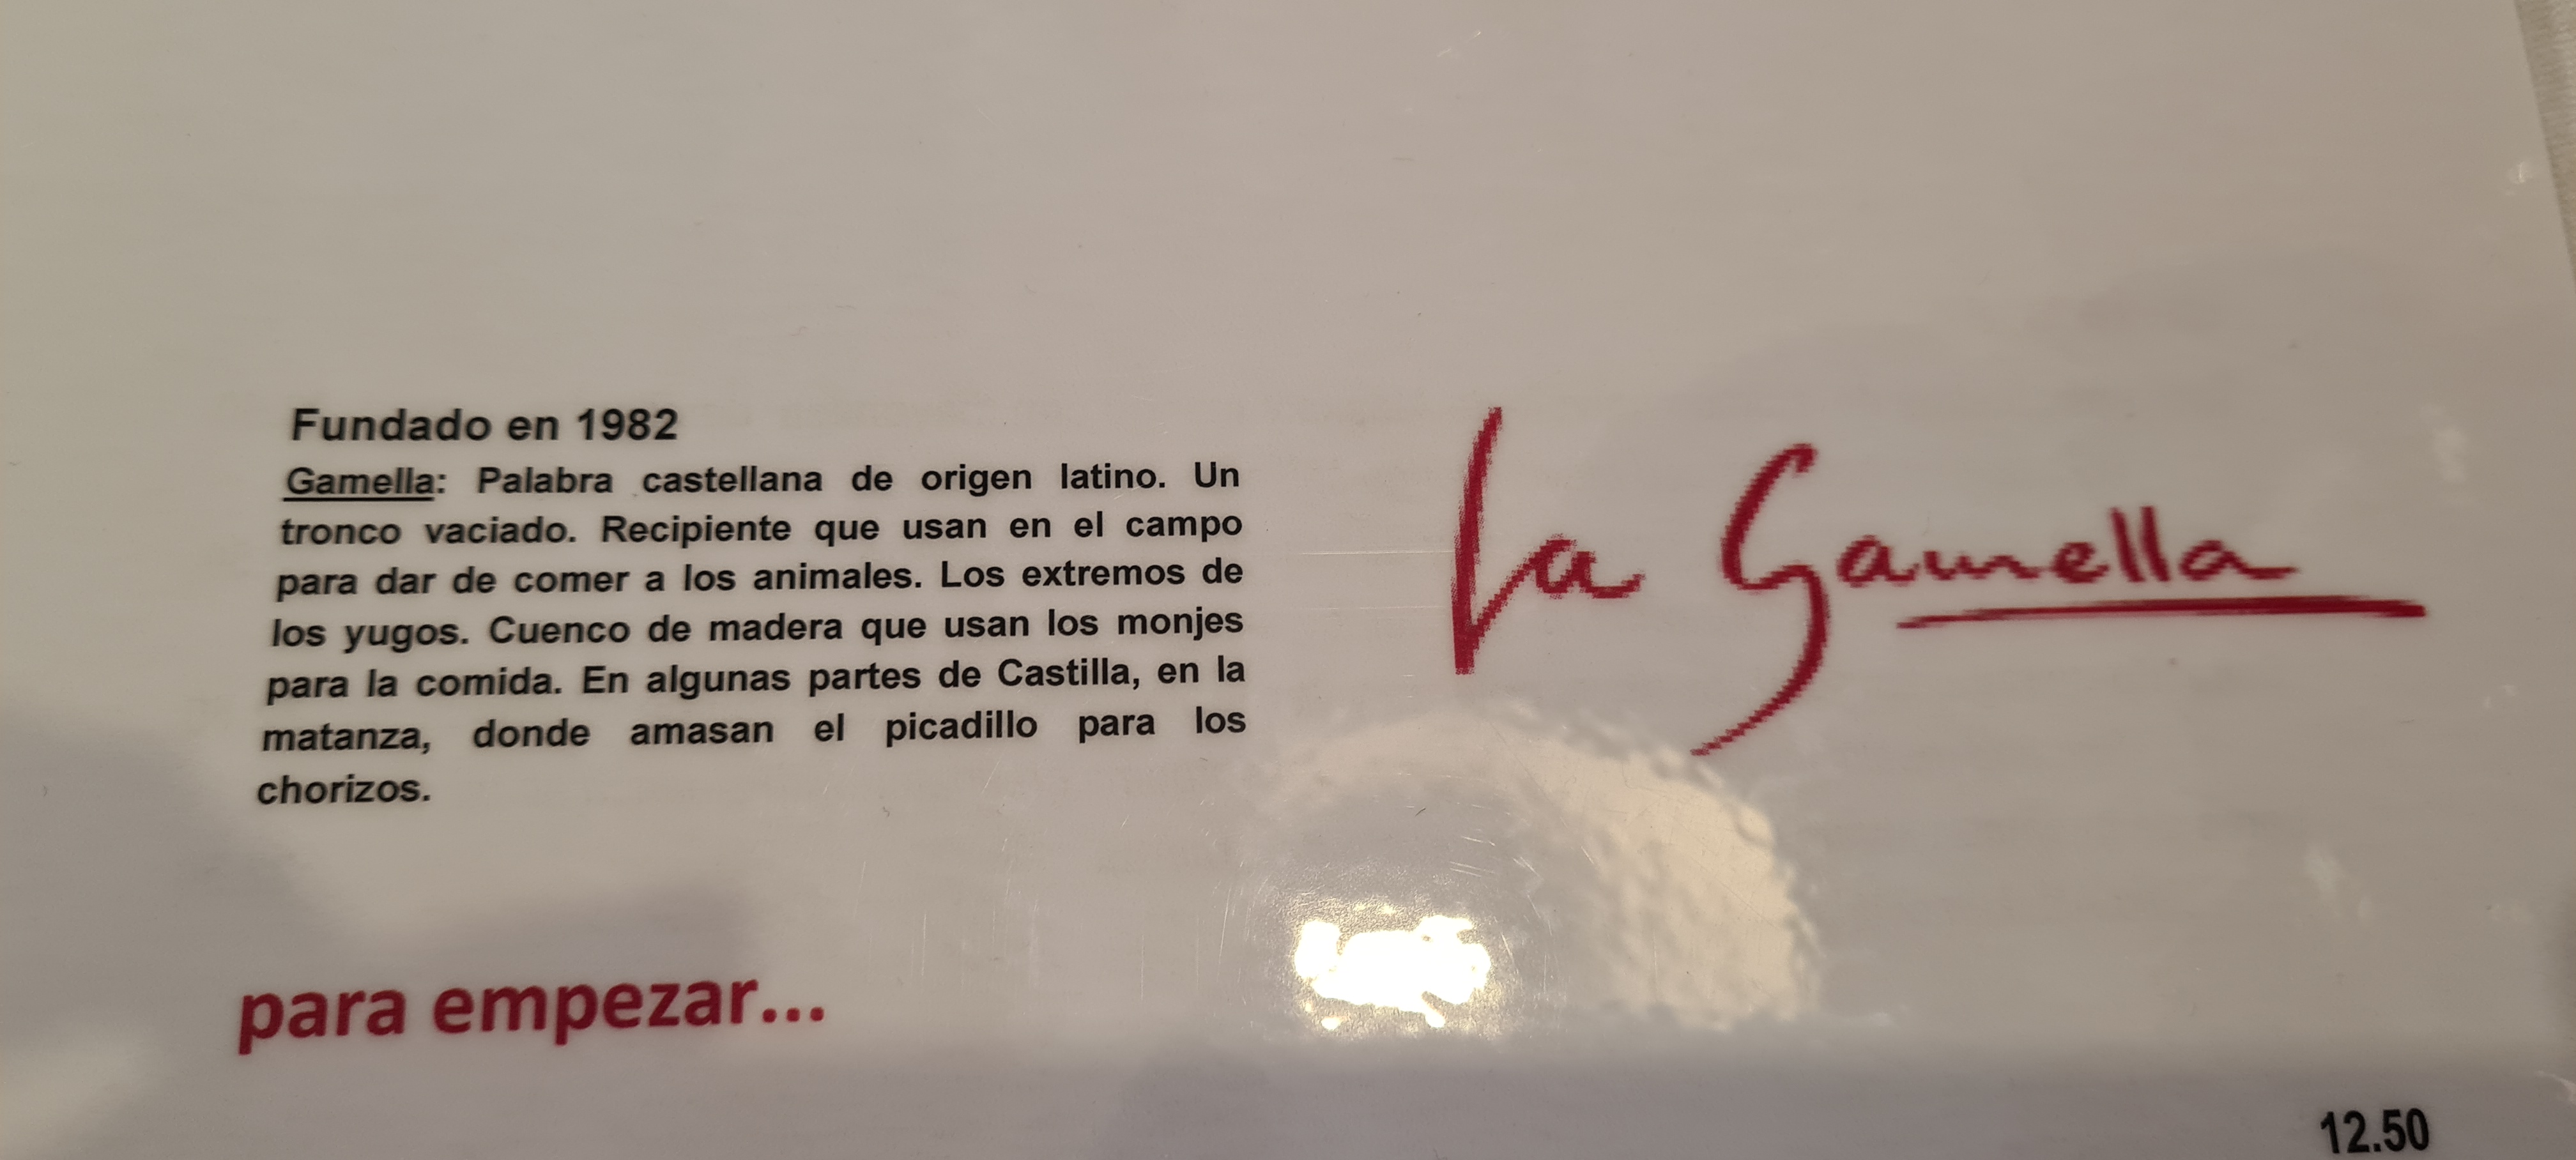 Fundado en 1982
Gamella: Palabra castellana de origen latino. Un
tronco vaciado. Recipiente que usan en el campo
para dar de comer a los animales. Los extremos de
los yugos. Cuenco de madera que usan los monjes
para la comida. En algunas partes de Castilla, en la
matanza, donde amasan el picadillo para los
chorizos.
La Gamella
para empezar...
12.50